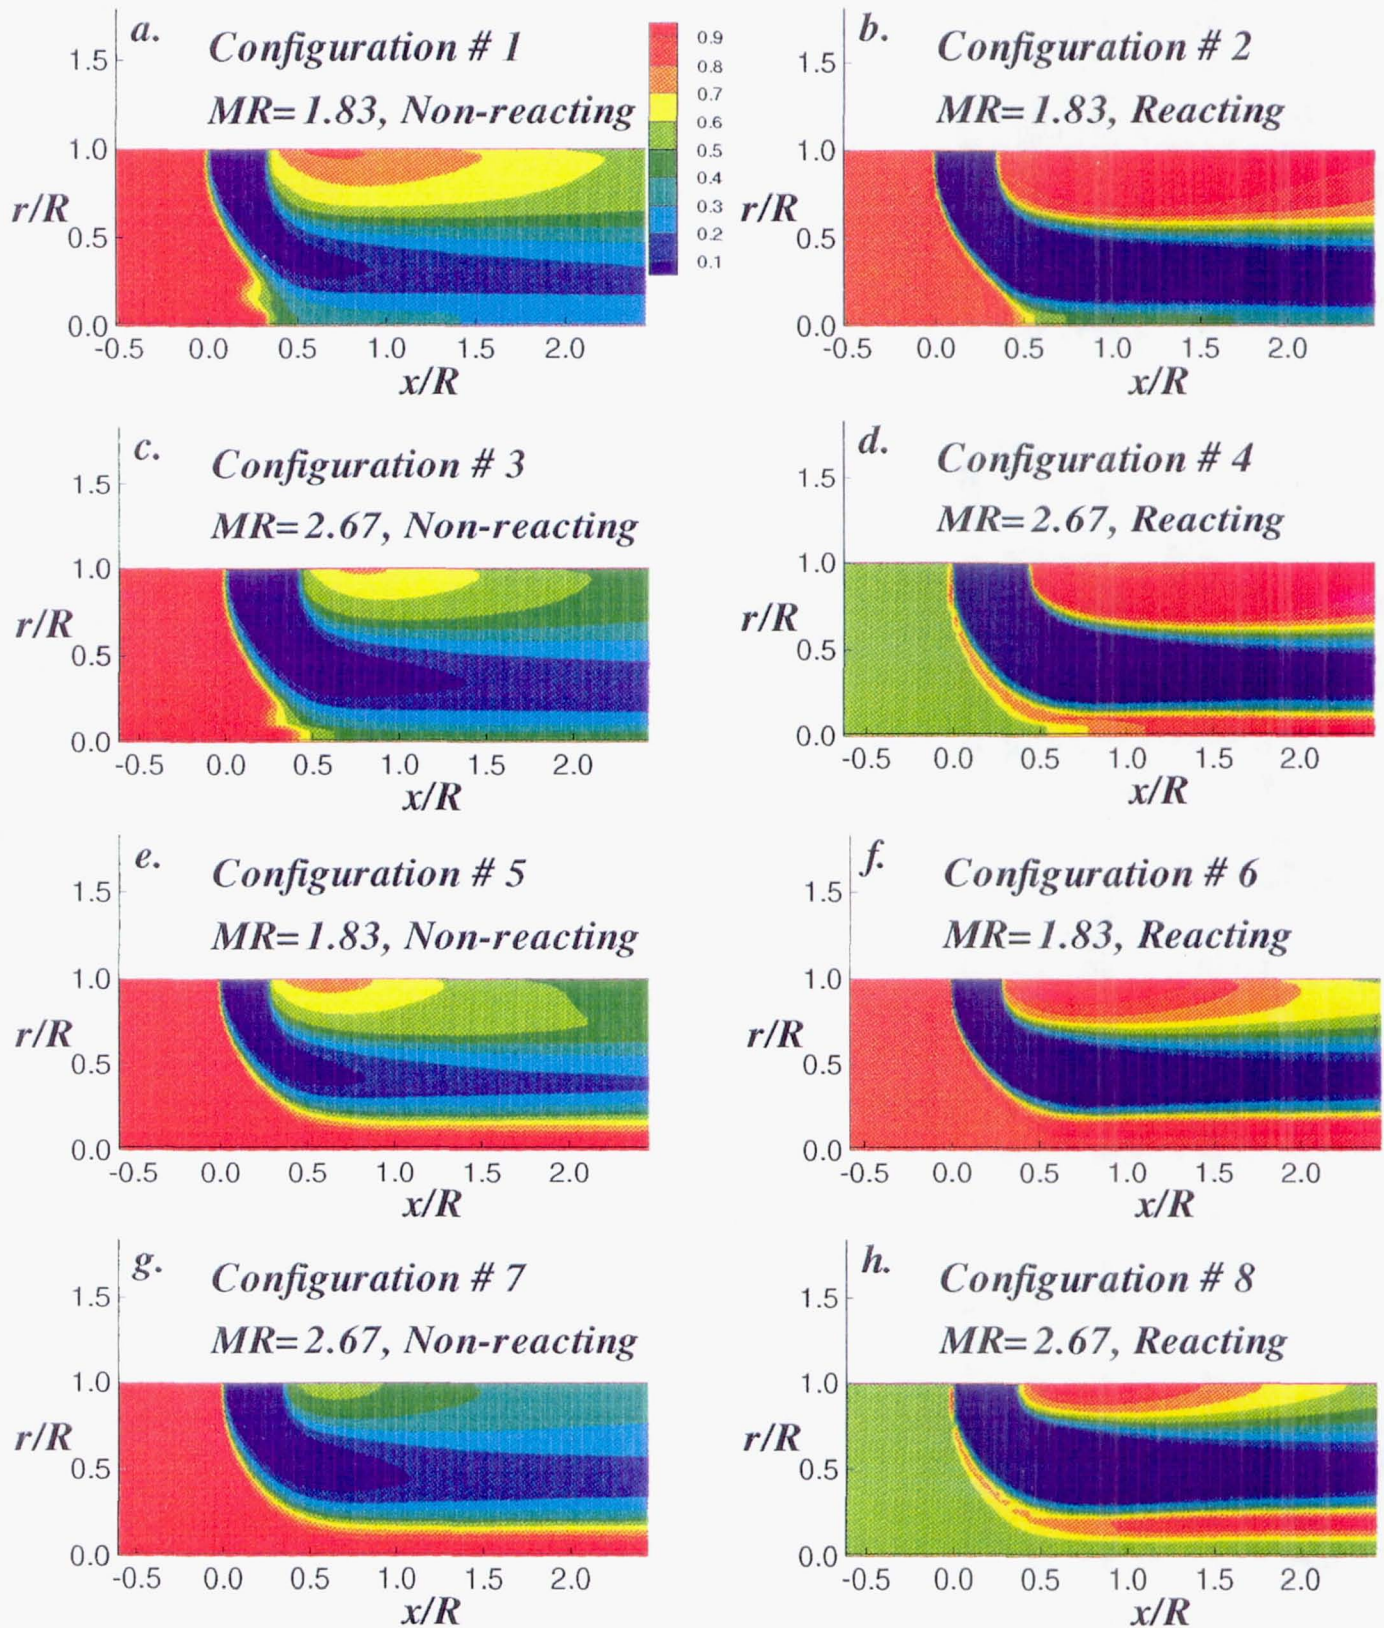 a.
Configuration # 1
MR=1.83, Non-reacting
1.5
1.0
0.5
0.0
r/R
-0.5 0.0 0.5 1.0 1.5 2.0
x/R
0.9
0.8
0.7
0.6
0.5
0.4
0.3
0.2
0.1
b.
Configuration # 2
MR=1.83, Reacting
1.5
1.0
0.5
0.0
r/R
-0.5 0.0 0.5 1.0 1.5 2.0
x/R
c.
Configuration # 3
MR=2.67, Non-reacting
1.5
1.0
0.5
0.0
r/R
-0.5 0.0 0.5 1.0 1.5 2.0
x/R
d.
Configuration # 4
MR=2.67, Reacting
1.5
1.0
0.5
0.0
r/R
-0.5 0.0 0.5 1.0 1.5 2.0
x/R
e.
Configuration # 5
MR=1.83, Non-reacting
1.5
1.0
0.5
0.0
r/R
-0.5 0.0 0.5 1.0 1.5 2.0
x/R
f.
Configuration # 6
MR=1.83, Reacting
1.5
1.0
0.5
0.0
r/R
-0.5 0.0 0.5 1.0 1.5 2.0
x/R
g.
Configuration # 7
MR=2.67, Non-reacting
1.5
1.0
0.5
0.0
r/R
-0.5 0.0 0.5 1.0 1.5 2.0
x/R
h.
Configuration # 8
MR=2.67, Reacting
1.5
1.0
0.5
0.0
r/R
-0.5 0.0 0.5 1.0 1.5 2.0
x/R